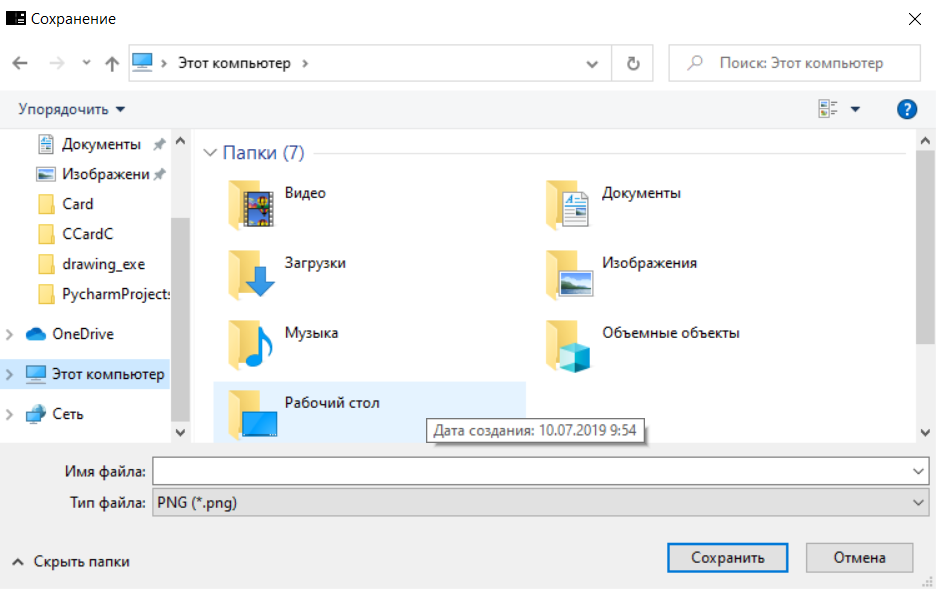 Сохранение
Этот компьютер
Поиск: Этот компьютер
Упорядочить
Документы
Изображени
Card
CCardC
drawing_exe
PycharmProjects
OneDrive
Этот компьютер
Сеть
Папки (7)
Видео
Документы
Загрузки
Изображения
Музыка
Объемные объекты
Рабочий стол
Дата создания: 10.07.2019 9:54
Имя файла:
Тип файла: PNG (*.png)
Скрыть папки
Сохранить
Отмена